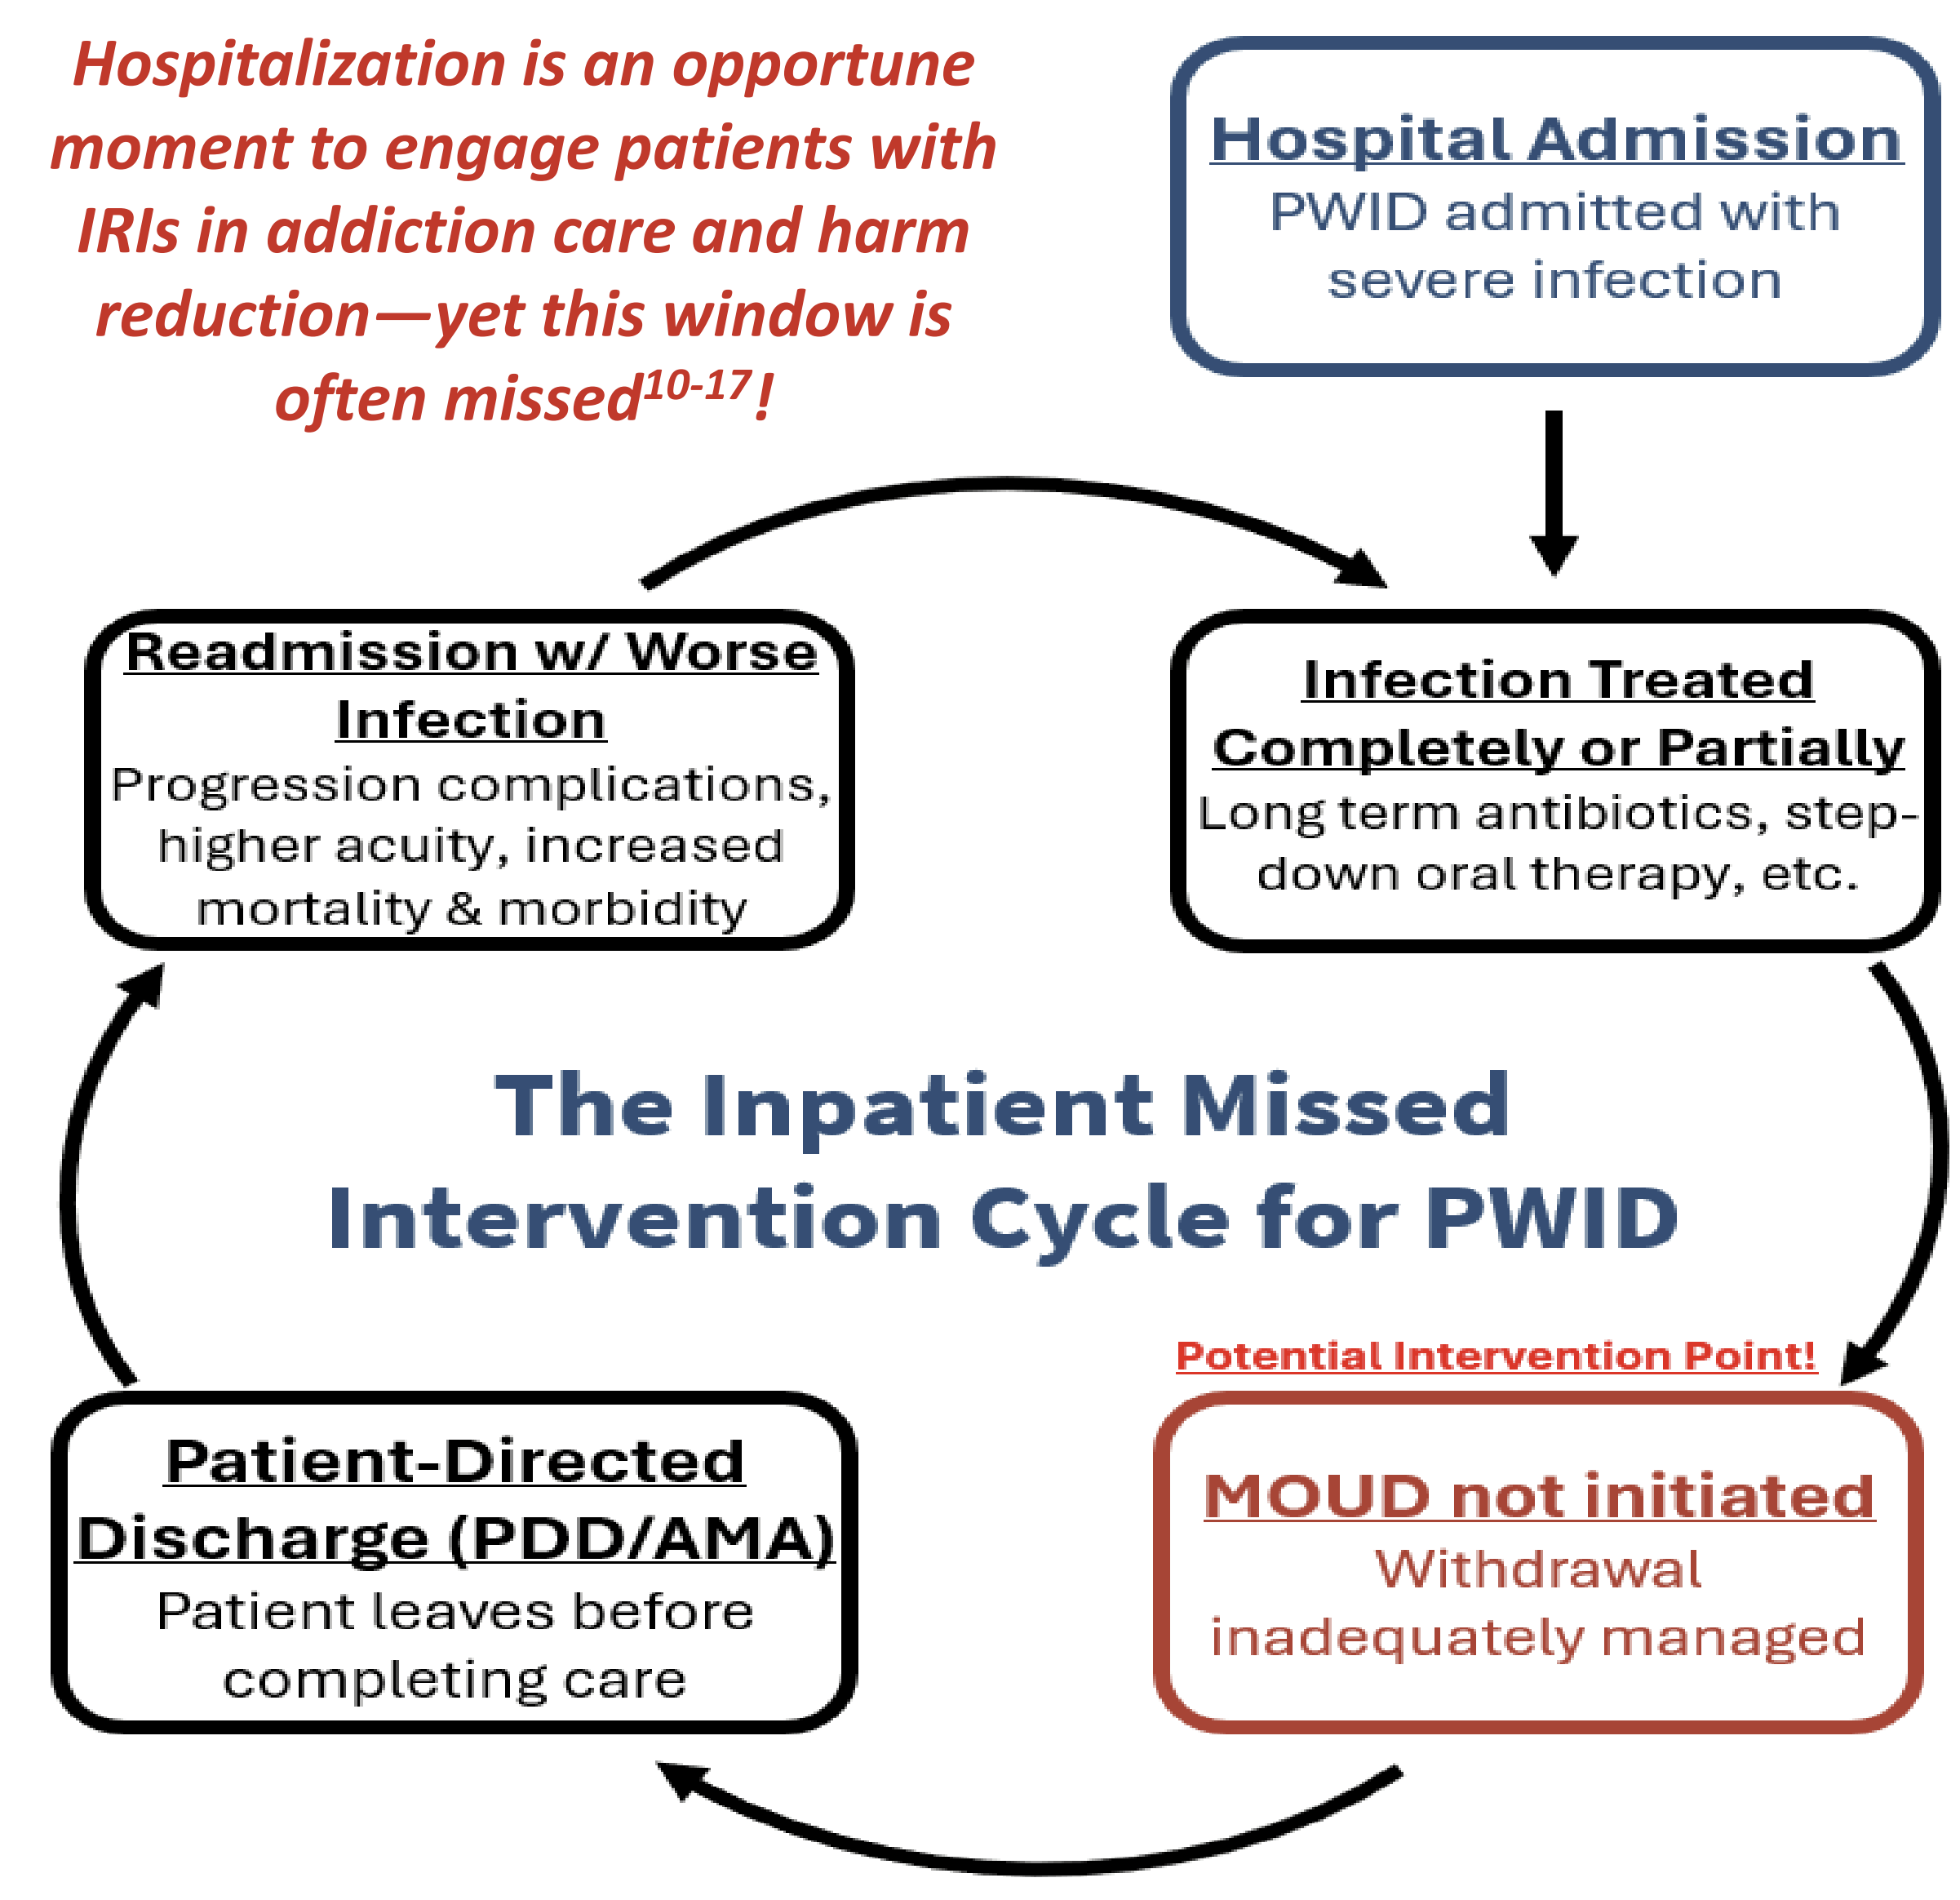 Hospitalization is an opportune
moment to engage patients with
IRIs in addiction care and harm
reduction—yet this window is
often missed10-17!
Hospital Admission
PWID admitted with
severe infection
Readmission w/ Worse
Infection
Progression complications,
higher acuity, increased
mortality & morbidity
Infection Treated
Completely or Partially
Long term antibiotics, step-
down oral therapy, etc.
The Inpatient Missed
Intervention Cycle for PWID
Potential Intervention Point!
MOUD not initiated
Withdrawal
inadequately managed
Patient-Directed
Discharge (PDD/AMA)
Patient leaves before
completing care